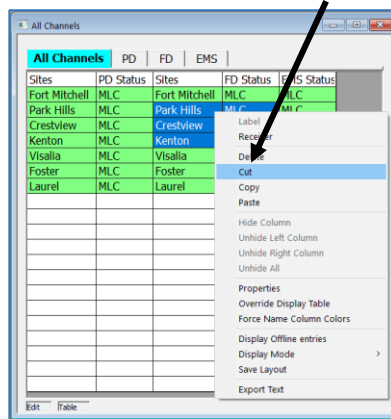 All Channels
All Channels PD FD EMS
Sites PD Status Sites FD Status EMS Status
Fort Mitchell MLC Fort Mitchell MLC MLC
Park Hills MLC Park Hills MLC MLC
Crestview MLC Crestview
Kenton MLC Kenton
Visalia MLC Visalia
Foster MLC Foster
Laurel MLC Laurel
Label
Receiver
Delete
Cut
Copy
Paste
Hide Column
Unhide Left Column
Unhide Right Column
Unhide All
Properties
Override Display Table
Force Name Column Colors
Display Offline entries
Display Mode >
Save Layout
Export Text
Edit Table